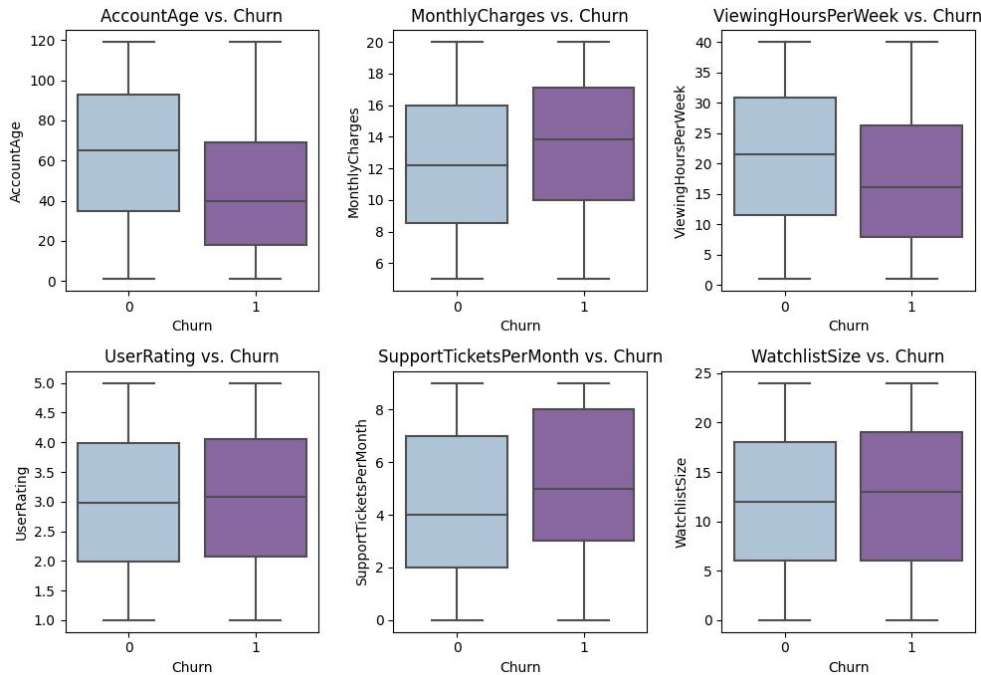 AccountAge vs. Churn
AccountAge
120
100
80
60
40
20
0
0 1
Churn
MonthlyCharges vs. Churn
MonthlyCharges
20
18
16
14
12
10
8
6
0 1
Churn
ViewingHoursPerWeek vs. Churn
ViewingHoursPerWeek
40
35
30
25
20
15
10
5
0
0 1
Churn
UserRating vs. Churn
UserRating
5.0
4.5
4.0
3.5
3.0
2.5
2.0
1.5
1.0
0 1
Churn
SupportTicketsPerMonth vs. Churn
SupportTicketsPerMonth
8
6
4
2
0
0 1
Churn
WatchlistSize vs. Churn
WatchlistSize
25
20
15
10
5
0
0 1
Churn